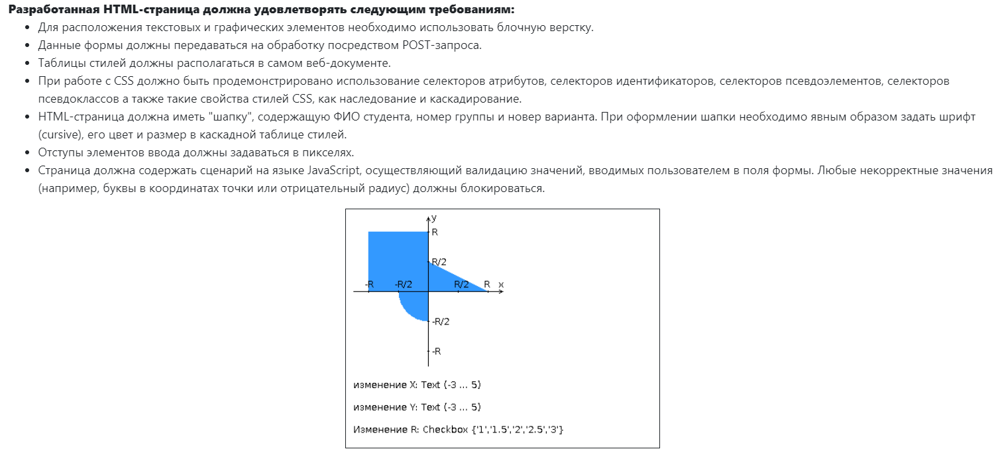 Разработанная HTML-страница должна удовлетворять следующим требованиям:
• Для расположения текстовых и графических элементов необходимо использовать блочную верстку.
• Данные формы должны передаваться на обработку посредством POST-запроса.
• Таблицы стилей должны располагаться в самом веб-документе.
• При работе с CSS должно быть продемонстрировано использование селекторов атрибутов, селекторов идентификаторов, селекторов псевдоэлементов, селекторов
псевдоклассов а также такие свойства стилей CSS, как наследование и каскадирование.
• HTML-страница должна иметь "шапку", содержащую ФИО студента, номер группы и новер варианта. При оформлении шапки необходимо явным образом задать шрифт
(cursive), его цвет и размер в каскадной таблице стилей.
• Отступы элементов ввода должны задаваться в пикселях.
• Страница должна содержать сценарий на языке JavaScript, осуществляющий валидацию значений, вводимых пользователем в поля формы. Любые некорректные значения
(например, буквы в координатах точки или отрицательный радиус) должны блокироваться.
y
R
R/2
-R -R/2 R/2 R x
-R/2
-R
изменение X: Text (-3 ... 5)
изменение Y: Text (-3 ... 5)
Изменение R: Checkbox {'1','1.5','2','2.5','3'}